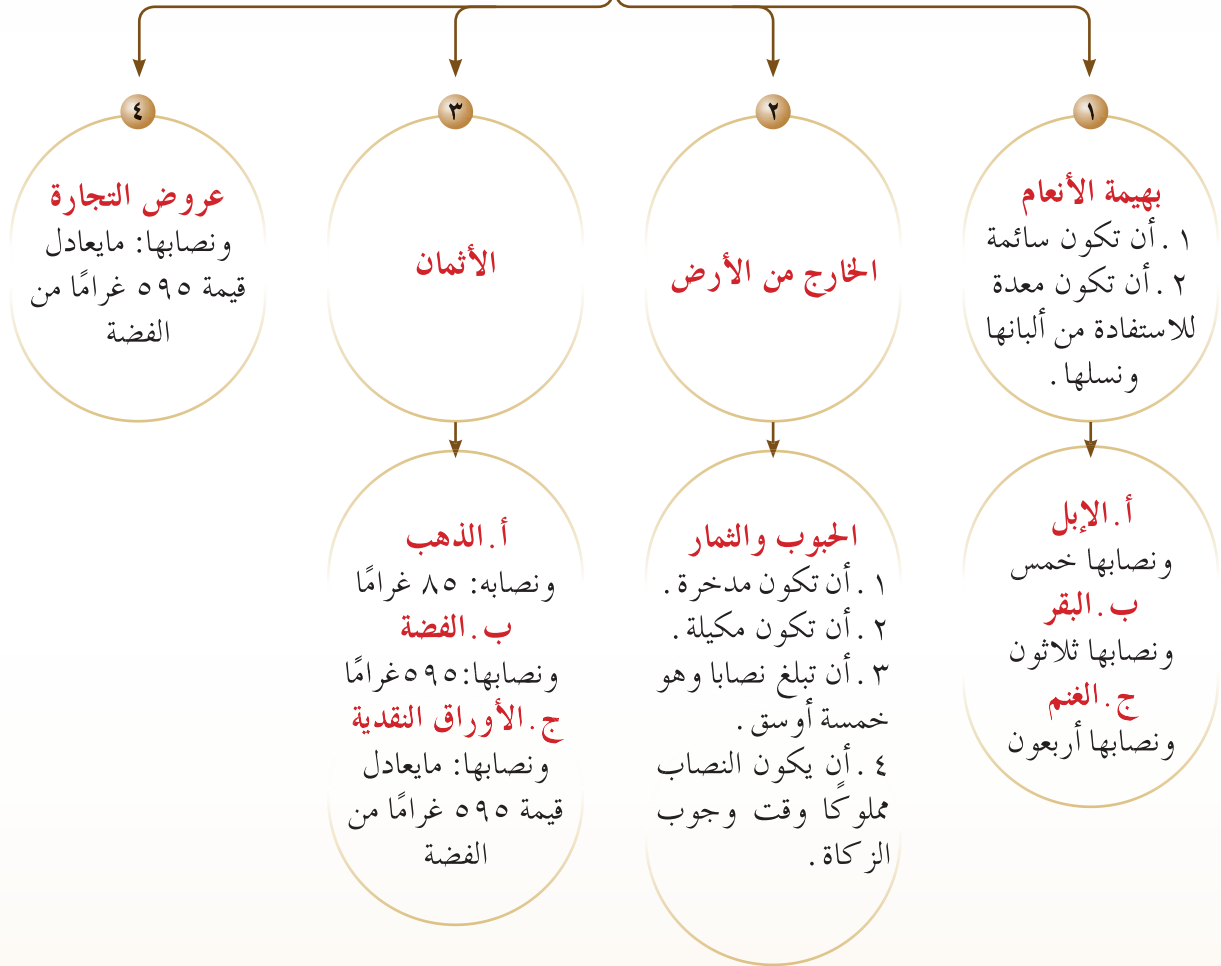 ١
بهيمة الأنعام
١. أن تكون سائمة
٢. أن تكون معدة
للاستفادة من ألبانها
ونسلها.
أ. الإبل
ونصابها خمس
ب. البقر
ونصابها ثلاثون
ج. الغنم
ونصابها أربعون
٢
الخارج من الأرض
الحبوب والثمار
١. أن تكون مدخرة.
٢. أن تكون مكيلة.
٣. أن تبلغ نصابا وهو
خمسة أوسق.
٤. أن يكون النصاب
مملوكًا وقت وجوب
الزكاة.
٣
الأثمان
أ. الذهب
ونصابه: ٨٥ غرامًا
ب. الفضة
ونصابها: ٥٩٥ غرامًا
ج. الأوراق النقدية
ونصابها: مايعادل
قيمة ٥٩٥ غرامًا من
الفضة
٤
عروض التجارة
ونصابها: مايعادل
قيمة ٥٩٥ غرامًا من
الفضة